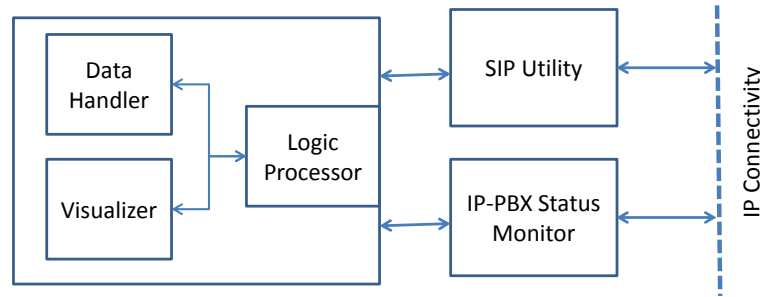 Data
Handler
Visualizer
Logic
Processor
SIP Utility
IP-PBX Status
Monitor
IP Connectivity